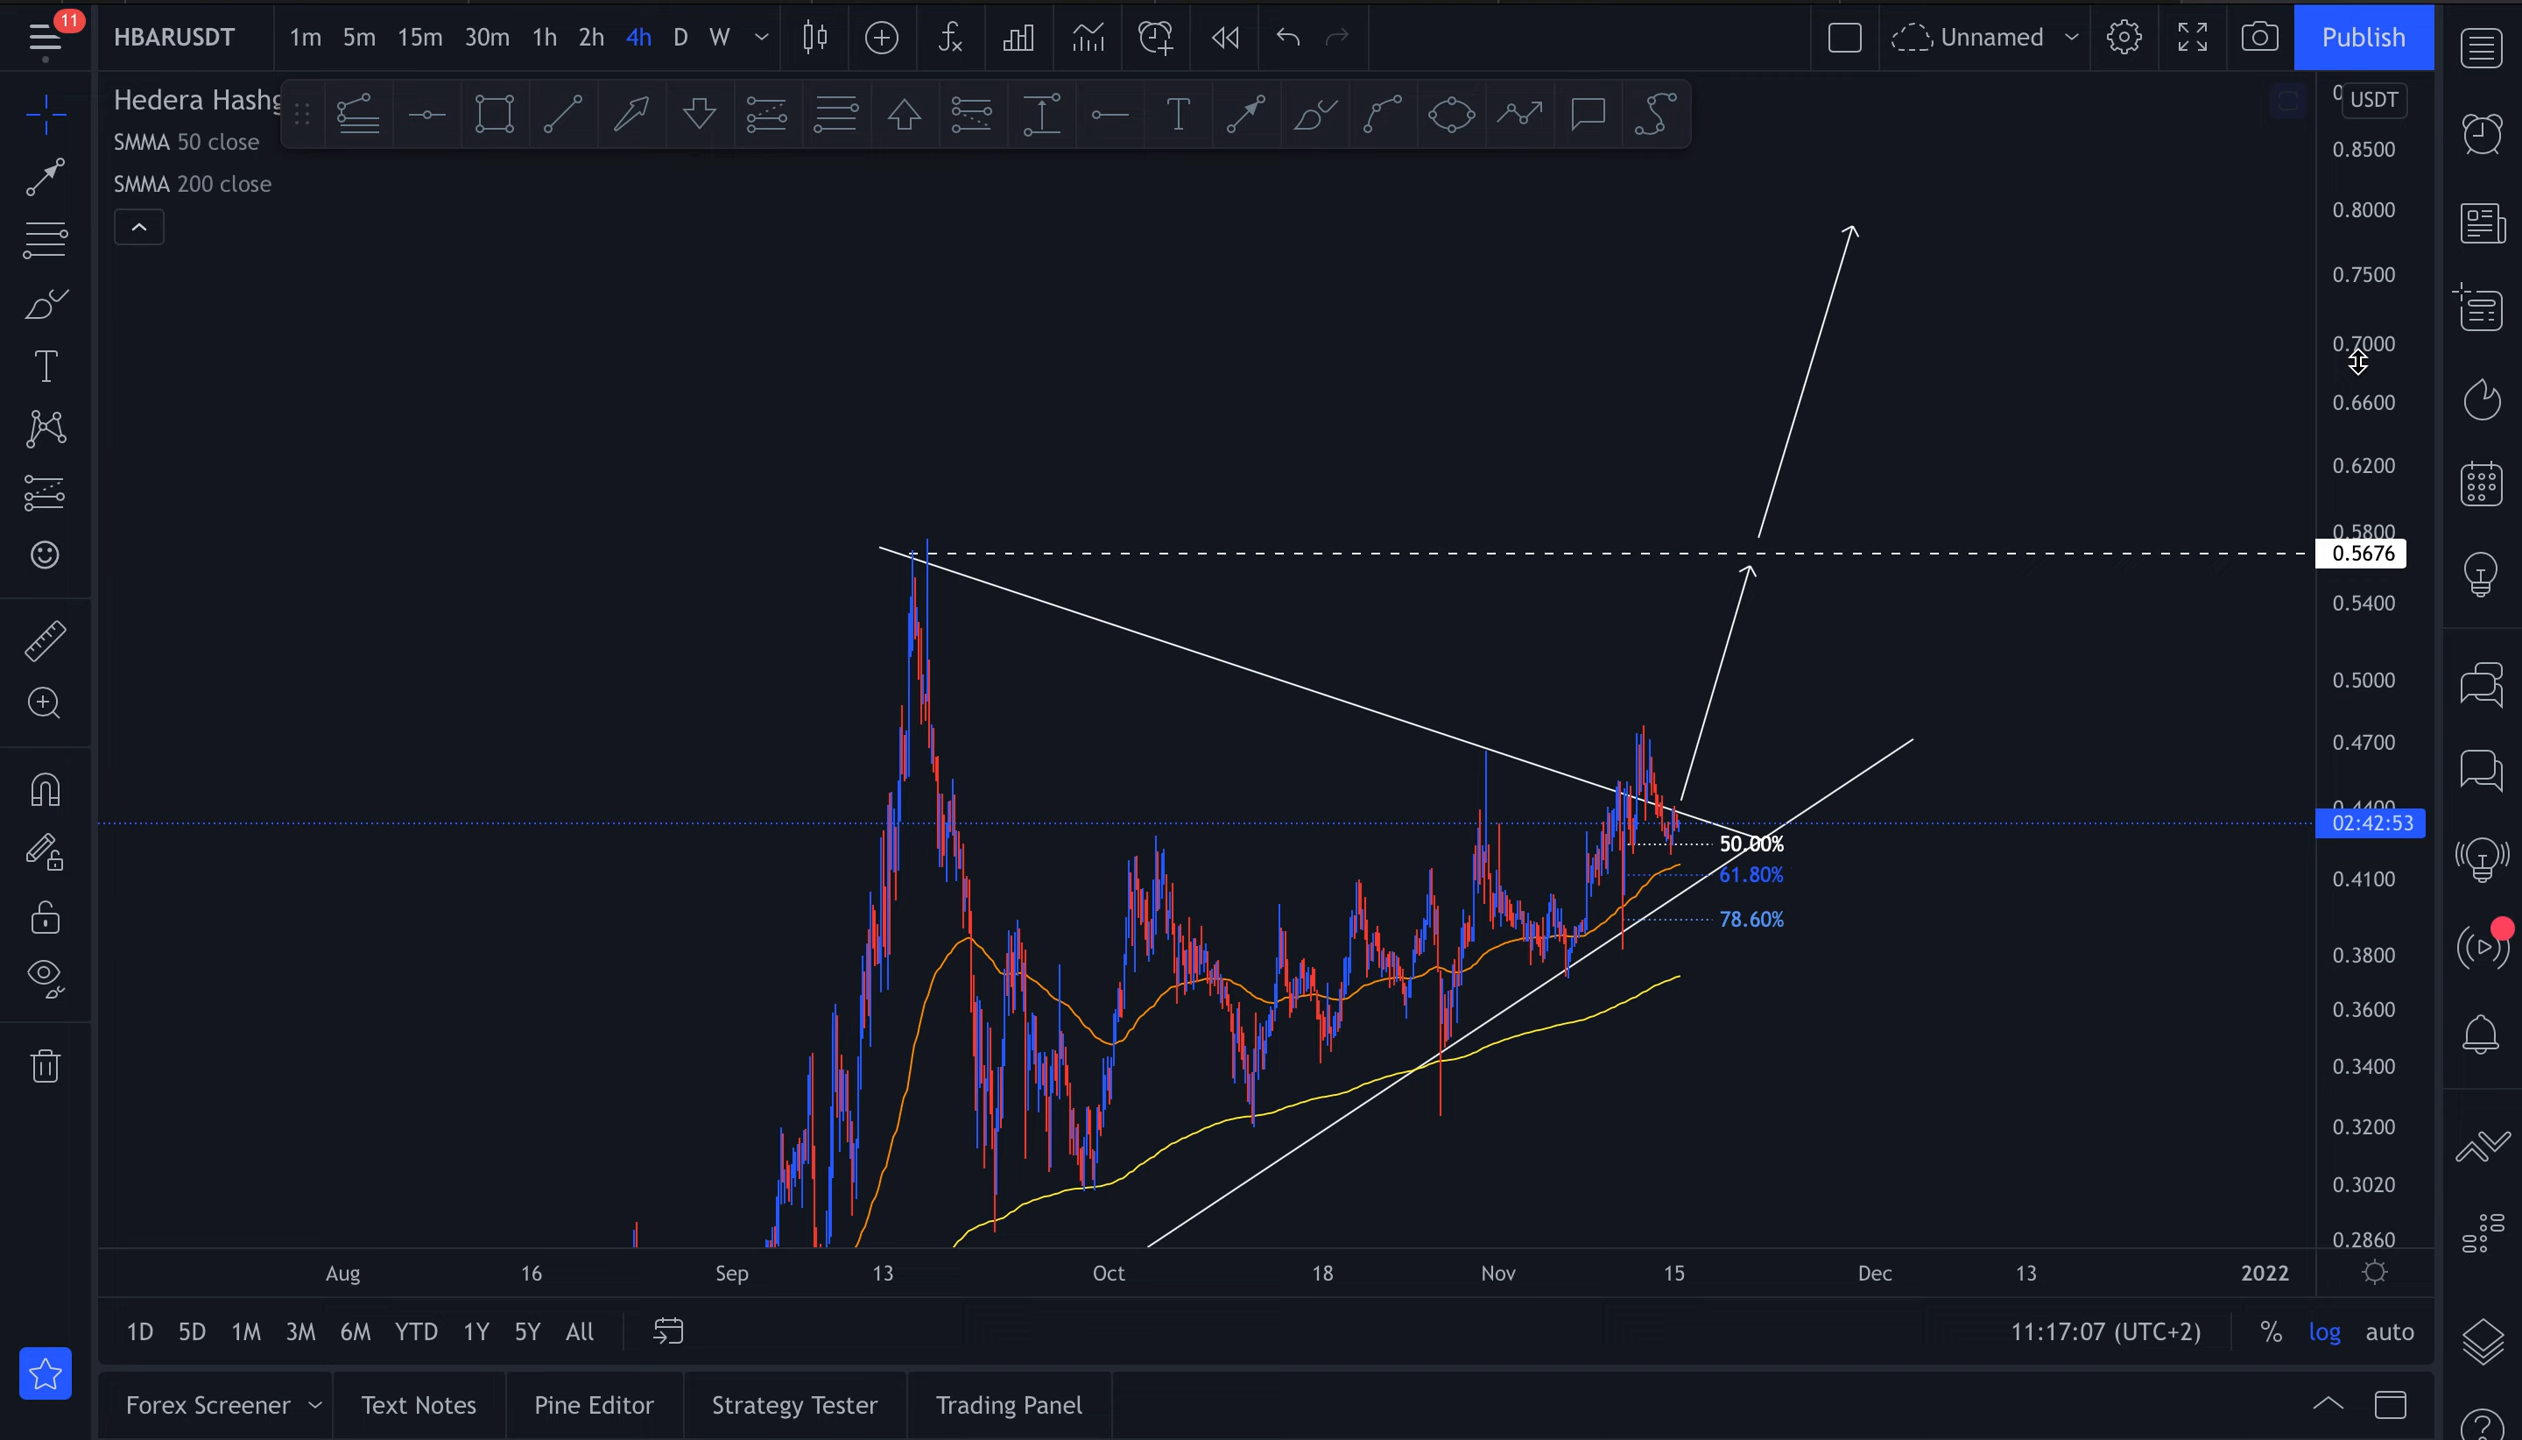 11
HBARUSDT
1m 5m 15m 30m 1h 2h 4h D W
Unnamed
Publish
Hedera Hashg
USDT
SMMA 50 close
SMMA 200 close
0.8500
0.8000
0.7500
0.7000
0.6600
0.6200
0.5800
0.5676
0.5400
0.5000
0.4700
0.4400
02:42:53
50.00%
61.80%
0.4100
78.60%
0.3800
0.3600
0.3400
0.3200
0.3020
0.2860
Aug 16 Sep 13 Oct 18 Nov 15 Dec 13 2022
1D 5D 1M 3M 6M YTD 1Y 5Y All
11:17:07 (UTC+2) % log auto
Forex Screener Text Notes Pine Editor Strategy Tester Trading Panel